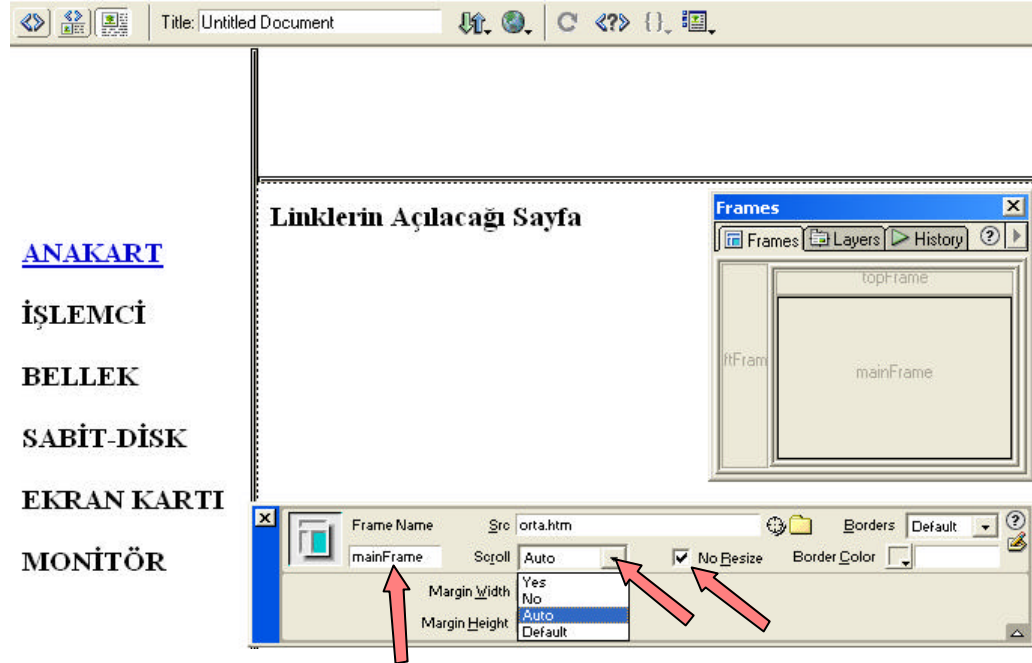 Title: Untitled Document
Linklerin Açılacağı Sayfa
ANAKART
İŞLEMCİ
BELLEK
SABİT-DİSK
EKRAN KARTI
MONİTÖR
Frames
Frames Layers History
topFrame
ftFram
mainFrame
Frame Name Src orta.htm Borders Default
mainFrame Scroll Auto No Resize Border Color
Margin Width
Margin Height
Yes
No
Auto
Default